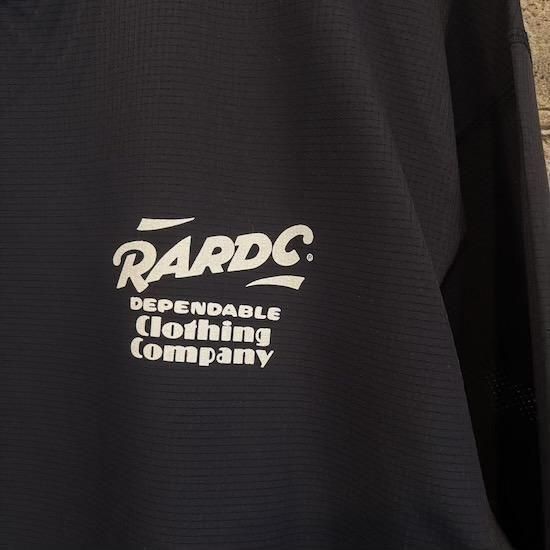 RARDC®
DEPENDABLE
Clothing
Company